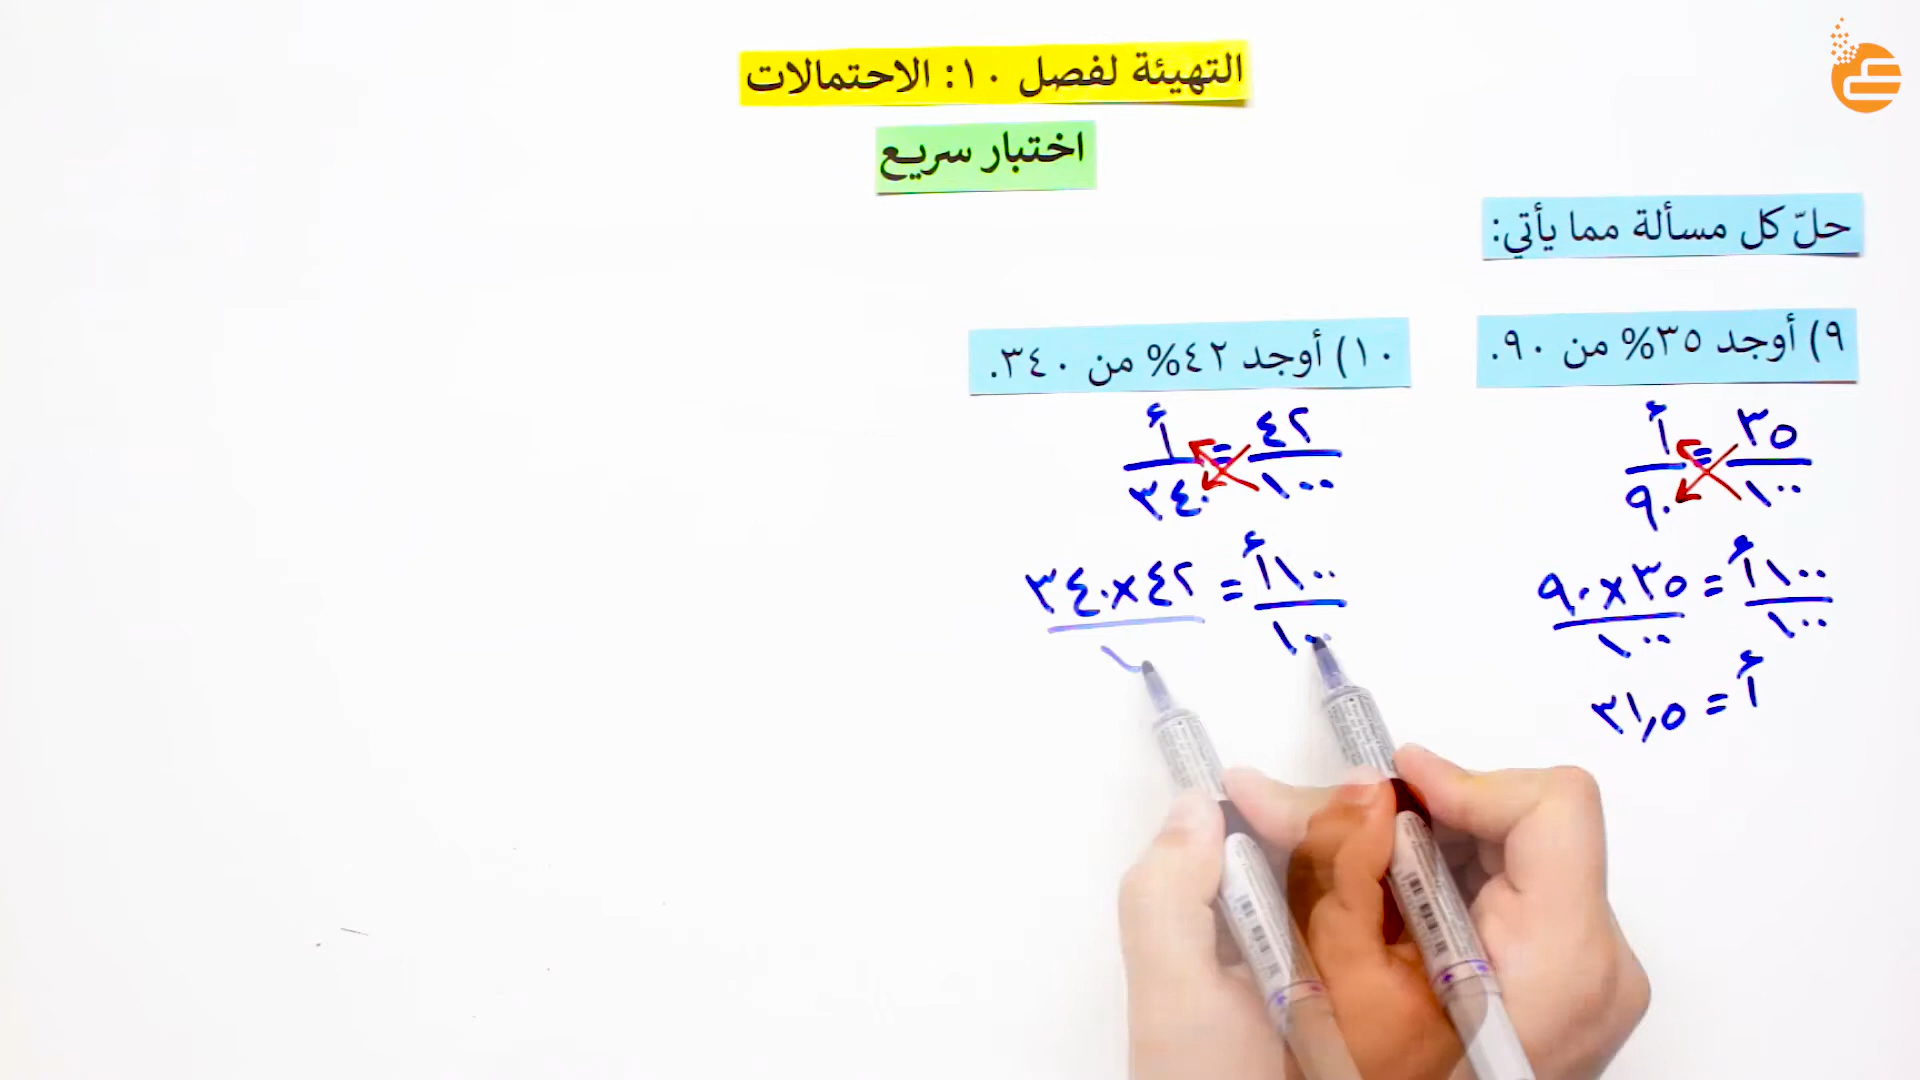 التهيئة لفصل ١٠: الاحتمالات
اختبار سريع
حلّ كل مسألة مما يأتي:
٩) أوجد ٣٥% من ٩٠.
٣٥/١٠٠ = أ/٩٠
١٠٠أ/١٠٠ = ٣٥×٩٠/١٠٠
أ = ٣١,٥
١٠) أوجد ٤٢% من ٣٤٠.
٤٢/١٠٠ = أ/٣٤٠
١٠٠أ/١٠٠ = ٤٢×٣٤٠